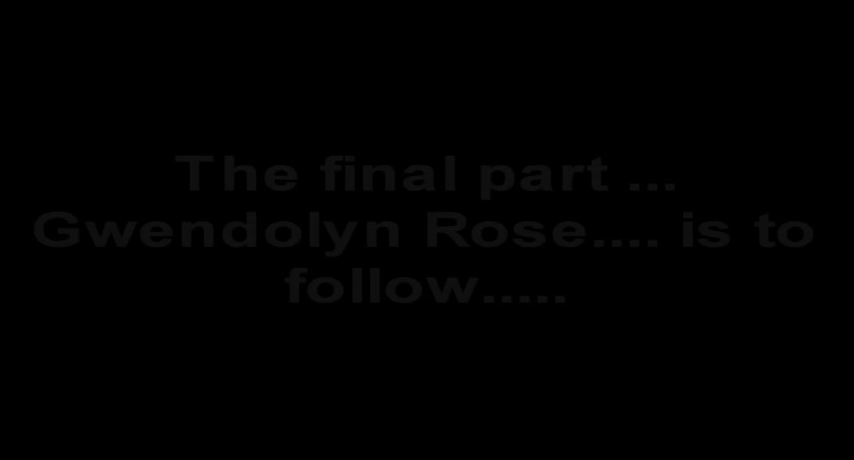 The final part ...
Gwendolyn Rose.... is to
follow.....